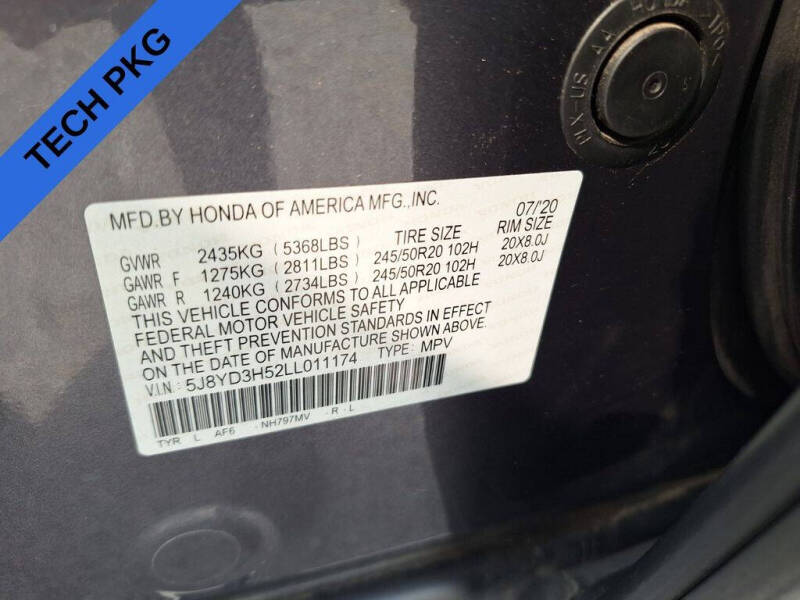 TECH PKG
MFD.BY HONDA OF AMERICA MFG.,INC. 07/20
TIRE SIZE RIM SIZE
GVWR 2435KG (5368LBS)
GAWR F 1275KG (2811LBS) 245/50R20 102H 20X8.0J
GAWR R 1240KG (2734LBS) 245/50R20 102H 20X8.0J
THIS VEHICLE CONFORMS TO ALL APPLICABLE
FEDERAL MOTOR VEHICLE SAFETY
AND THEFT PREVENTION STANDARDS IN EFFECT
ON THE DATE OF MANUFACTURE SHOWN ABOVE.
V.I.N: 5J8YD3H52LL011174 TYPE: MPV
TYR L AF6 -NH797MV -R-L